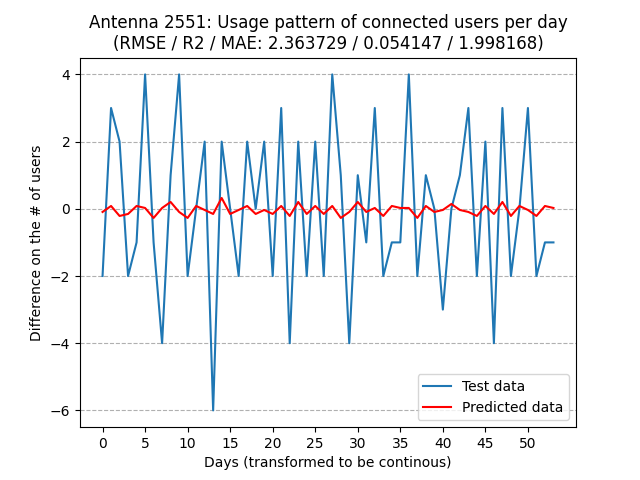 Antenna 2551: Usage pattern of connected users per day
(RMSE / R2 / MAE: 2.363729 / 0.054147 / 1.998168)
Difference on the # of users
4
2
0
−2
−4
−6
Test data
Predicted data
0 5 10 15 20 25 30 35 40 45 50
Days (transformed to be continous)